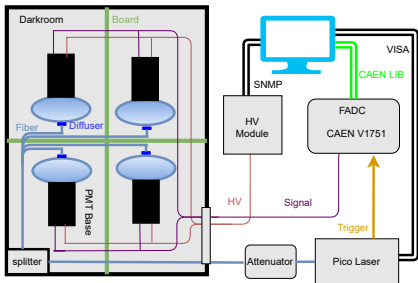 Darkroom
Board
VISA
CAEN LIB
SNMP
HV
Module
FADC
CAEN V1751
Fiber
Diffuser
PMT Base
HV
Signal
Trigger
splitter
Attenuator
Pico Laser